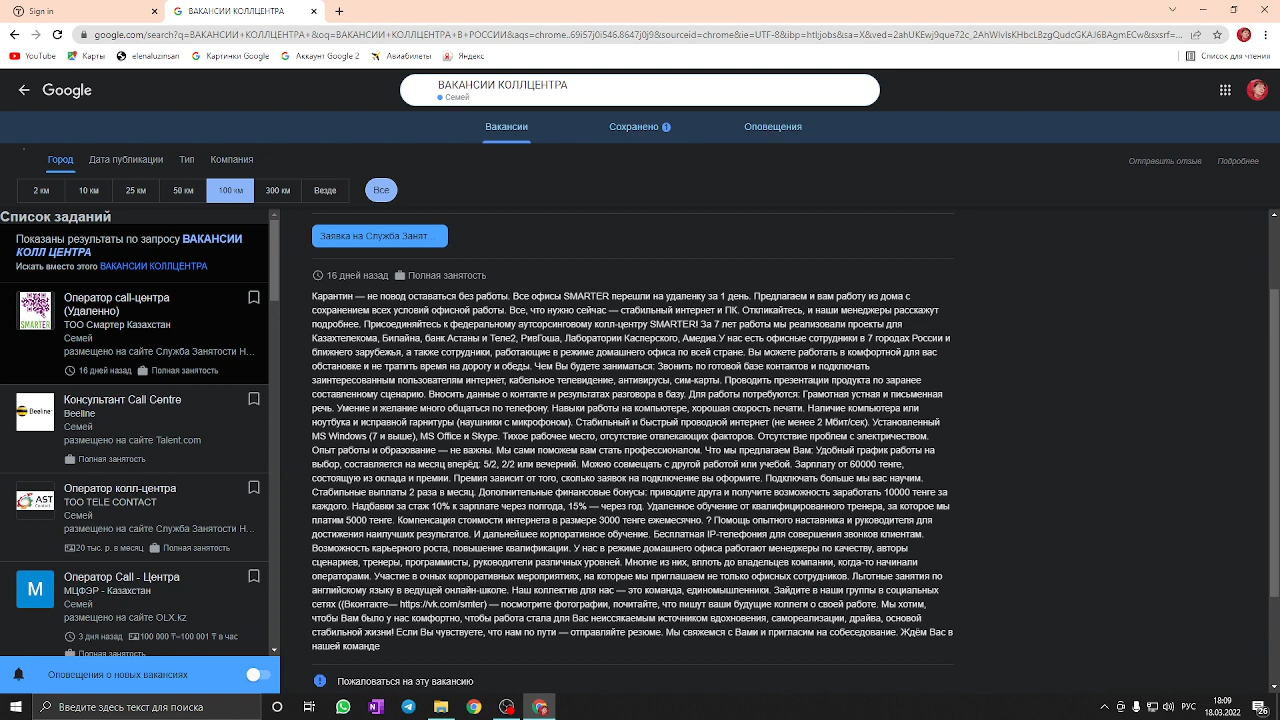 Sign in
ВАКАНСИИ КОЛЛЦЕНТРА
YouTube
Карты
elenaluzinsari
Картинки Google
Аккаунт Google 2
Авиабилеты
Яндекс
Список для чтения
Google
ВАКАНСИИ КОЛЛЦЕНТРА
Семей
Вакансии
Сохранено 1
Оповещения
Город
Дата публикации
Тип
Компания
Отправить отзыв
Подробнее
2 км
10 км
25 км
50 км
100 км
300 км
Везде
Все
Список заданий
Показаны результаты по запросу ВАКАНСИИ
КОЛЛ ЦЕНТРА
Искать вместо этого ВАКАНСИИ КОЛЛЦЕНТРА
SMARTER
Оператор call-центра
(Удаленно)
ТОО Смартер Казахстан
Семей
размещено на сайте Служба Занятости Н...
16 дней назад
Полная занятость
Beeline
Консультант Call Centre
Beeline
Семей
размещено на сайте Talent.com
Полная занятость
Оператор колл-центра
ТОО TELE CONTACT
Семей
размещено на сайте Служба Занятости Н...
20 тыс. р. в месяц
Полная занятость
М
Оператор Call - Центра
МЦФЭР - Казахстан
Семей
размещено на сайте OLX.kz
3 дня назад
100 000 ₸–100 001 ₸ в час
Полная занятость
Оповещения о новых вакансиях
Заявка на Служба Занят...
16 дней назад
Полная занятость
Карантин — не повод оставаться без работы. Все офисы SMARTER перешли на удаленку за 1 день. Предлагаем и вам работу из дома с
сохранением всех условий офисной работы. Все, что нужно сейчас — стабильный интернет и ПК. Откликайтесь, и наши менеджеры расскажут
подробнее. Присоединяйтесь к федеральному аутсорсинговому колл-центру SMARTER! За 7 лет работы мы реализовали проекты для
Казахтелекома, Билайна, банк Астаны и Теле2, РивГоша, Лаборатории Касперского, Амедиа.У нас есть офисные сотрудники в 7 городах России и
ближнего зарубежья, а также сотрудники, работающие в режиме домашнего офиса по всей стране. Вы можете работать в комфортной для вас
обстановке и не тратить время на дорогу и обеды. Чем Вы будете заниматься: Звонить по готовой базе контактов и подключать
заинтересованным пользователям интернет, кабельное телевидение, антивирусы, сим-карты. Проводить презентации продукта по заранее
составленному сценарию. Вносить данные о контакте и результатах разговора в базу. Для работы потребуются: Грамотная устная и письменная
речь. Умение и желание много общаться по телефону. Навыки работы на компьютере, хорошая скорость печати. Наличие компьютера или
ноутбука и исправной гарнитуры (наушники с микрофоном). Стабильный и быстрый проводной интернет (не менее 2 Мбит/сек). Установленный
MS Windows (7 и выше), MS Office и Skype. Тихое рабочее место, отсутствие отвлекающих факторов. Отсутствие проблем с электричеством.
Опыт работы и образование — не важны. Мы сами поможем вам стать профессионалом. Что мы предлагаем Вам: Удобный график работы на
выбор, составляется на месяц вперёд: 5/2, 2/2 или вечерний. Можно совмещать с другой работой или учебой. Зарплату от 60000 тенге,
состоящую из оклада и премии. Премия зависит от того, сколько заявок на подключение вы оформите. Подключать больше мы вас научим.
Стабильные выплаты 2 раза в месяц. Дополнительные финансовые бонусы: приводите друга и получите возможность заработать 10000 тенге за
каждого. Надбавки за стаж 10% к зарплате через полгода, 15% — через год. Удаленное обучение от квалифицированного тренера, за которое мы
платим 5000 тенге. Компенсация стоимости интернета в размере 3000 тенге ежемесячно. ? Помощь опытного наставника и руководителя для
достижения наилучших результатов. И дальнейшее корпоративное обучение. Бесплатная IP-телефония для совершения звонков клиентам.
Возможность карьерного роста, повышение квалификации. У нас в режиме домашнего офиса работают менеджеры по качеству, авторы
сценариев, тренеры, программисты, руководители различных уровней. Многие из них, вплоть до владельцев компании, когда-то начинали
операторами. Участие в очных корпоративных мероприятиях, на которые мы приглашаем не только офисных сотрудников. Льготные занятия по
английскому языку в ведущей онлайн-школе. Наш коллектив для нас — это команда, единомышленники. Зайдите в наши группы в социальных
сетях ((Вконтакте— https://vk.com/smter) — посмотрите фотографии, почитайте, что пишут ваши будущие коллеги о своей работе. Мы хотим,
чтобы Вам было у нас комфортно, чтобы работа стала для Вас неиссякаемым источником вдохновения, самореализации, драйва, основой
стабильной жизни! Если Вы чувствуете, что нам по пути — отправляйте резюме. Мы свяжемся с Вами и пригласим на собеседование. Ждём Вас в
нашей команде
Пожаловаться на эту вакансию
Введите здесь текст для поиска
РУС
18:09
18.03.2022
26